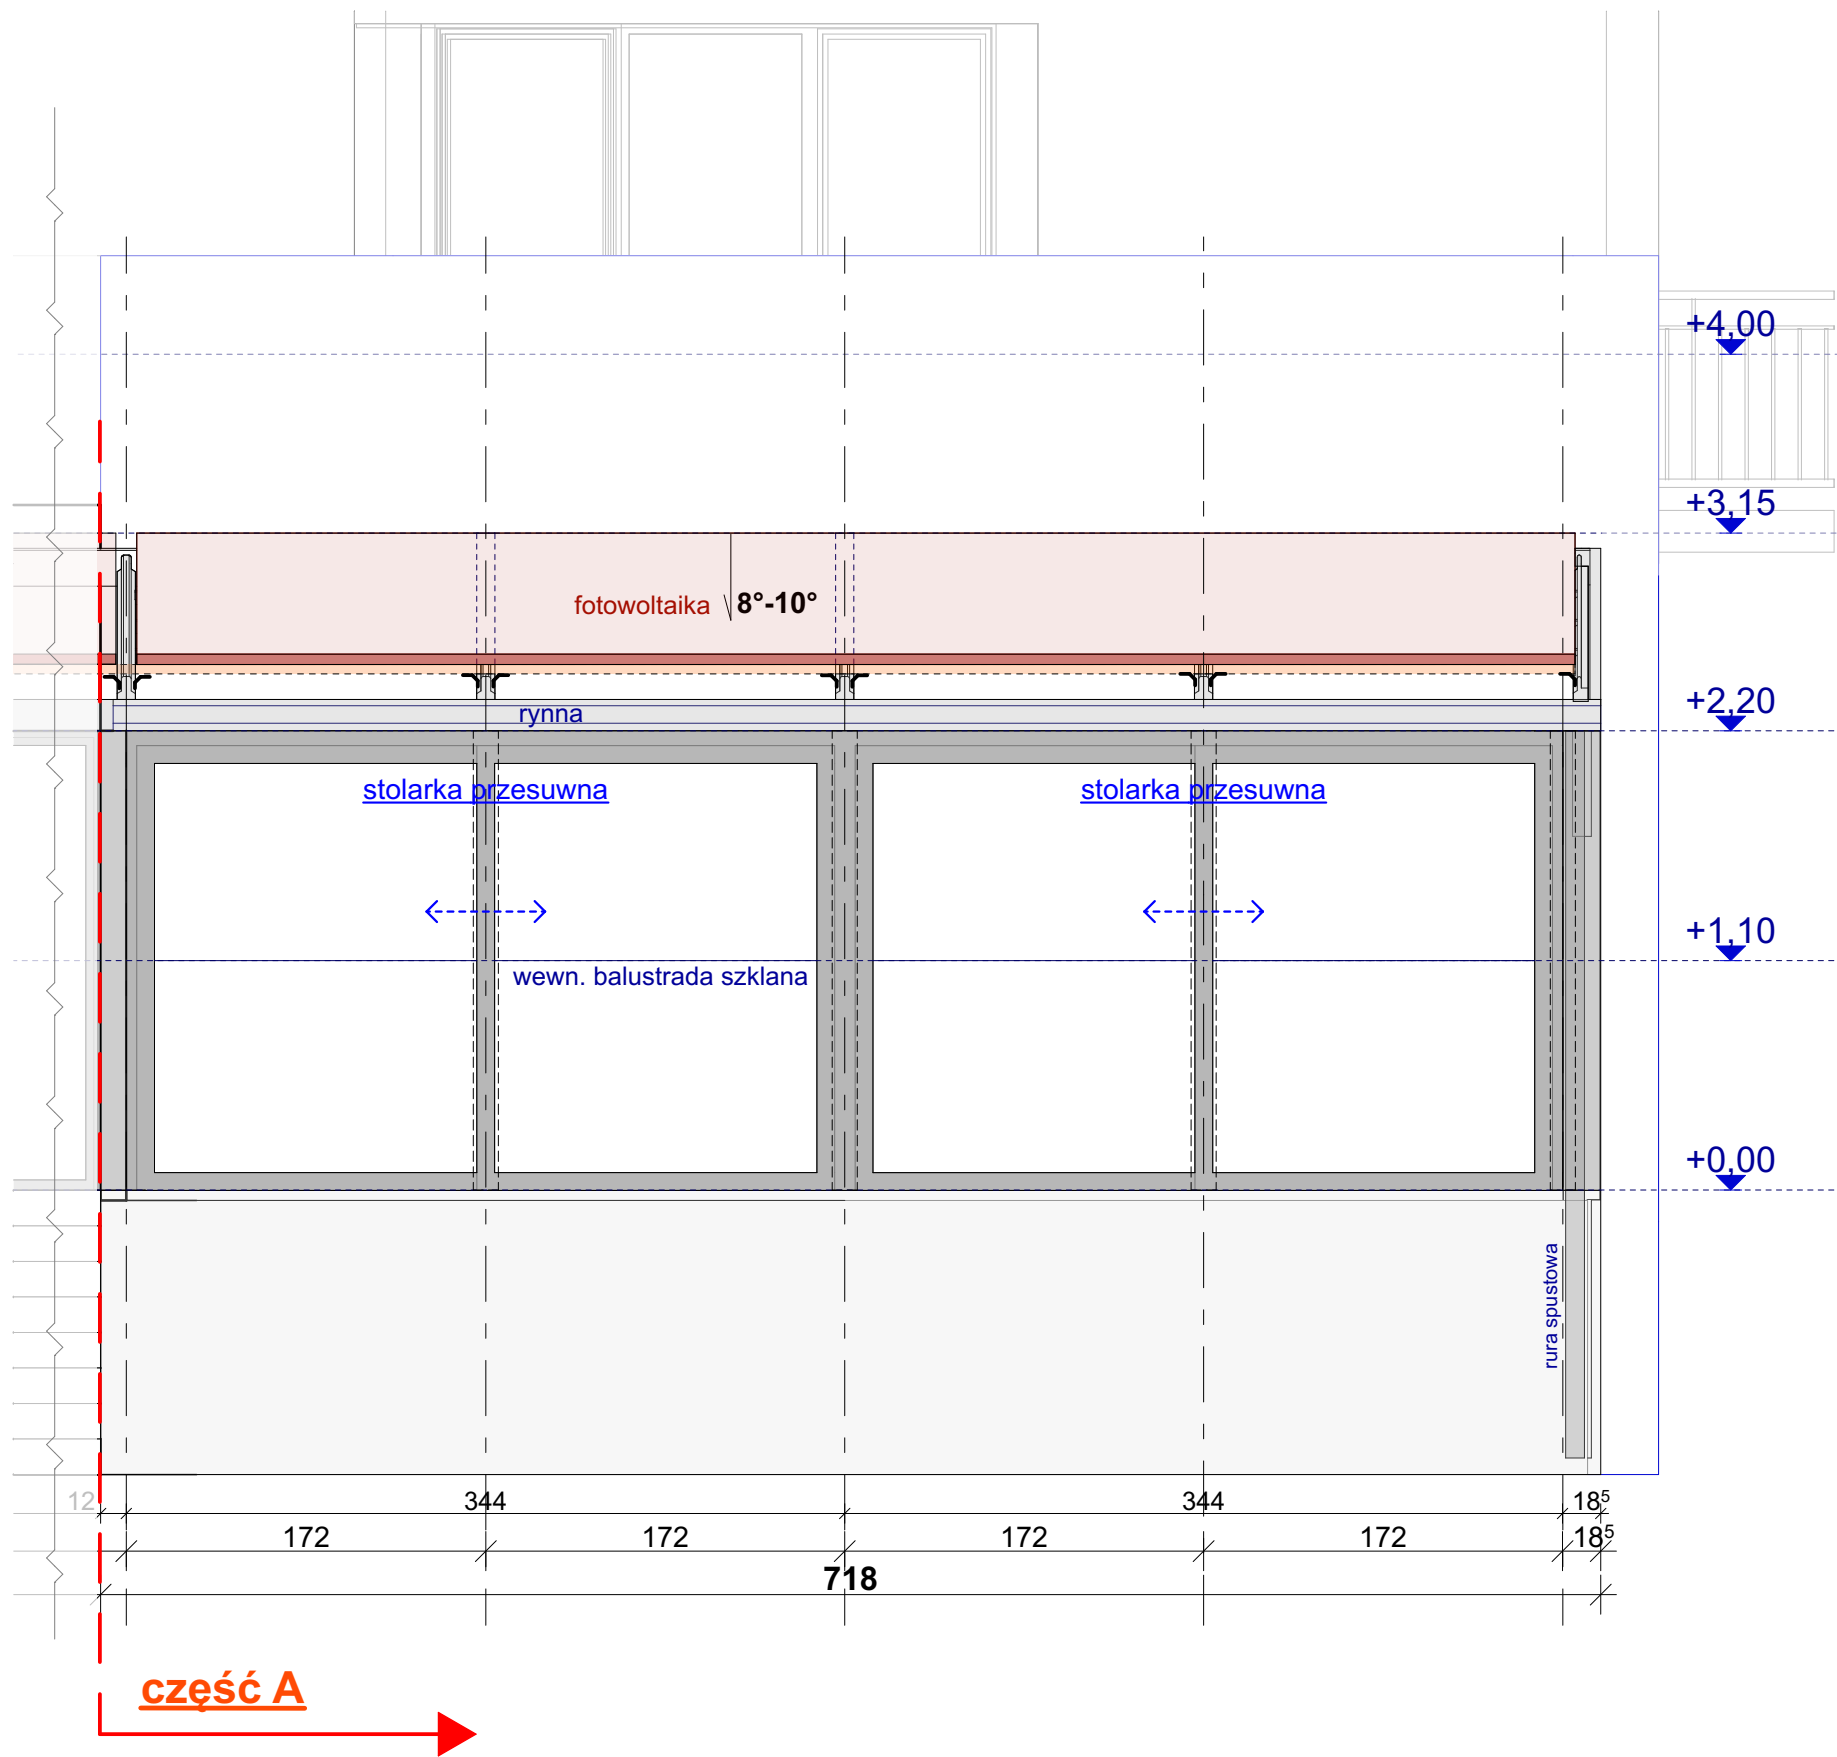 +4,00
+3,15
fotowoltaika 8°-10°
+2,20
rynna
stolarka przesuwna stolarka przesuwna
+1,10
wewn. balustrada szklana
+0,00
rura spustowa
12 344 344 18⁵
172 172 172 172 18⁵
718
część A